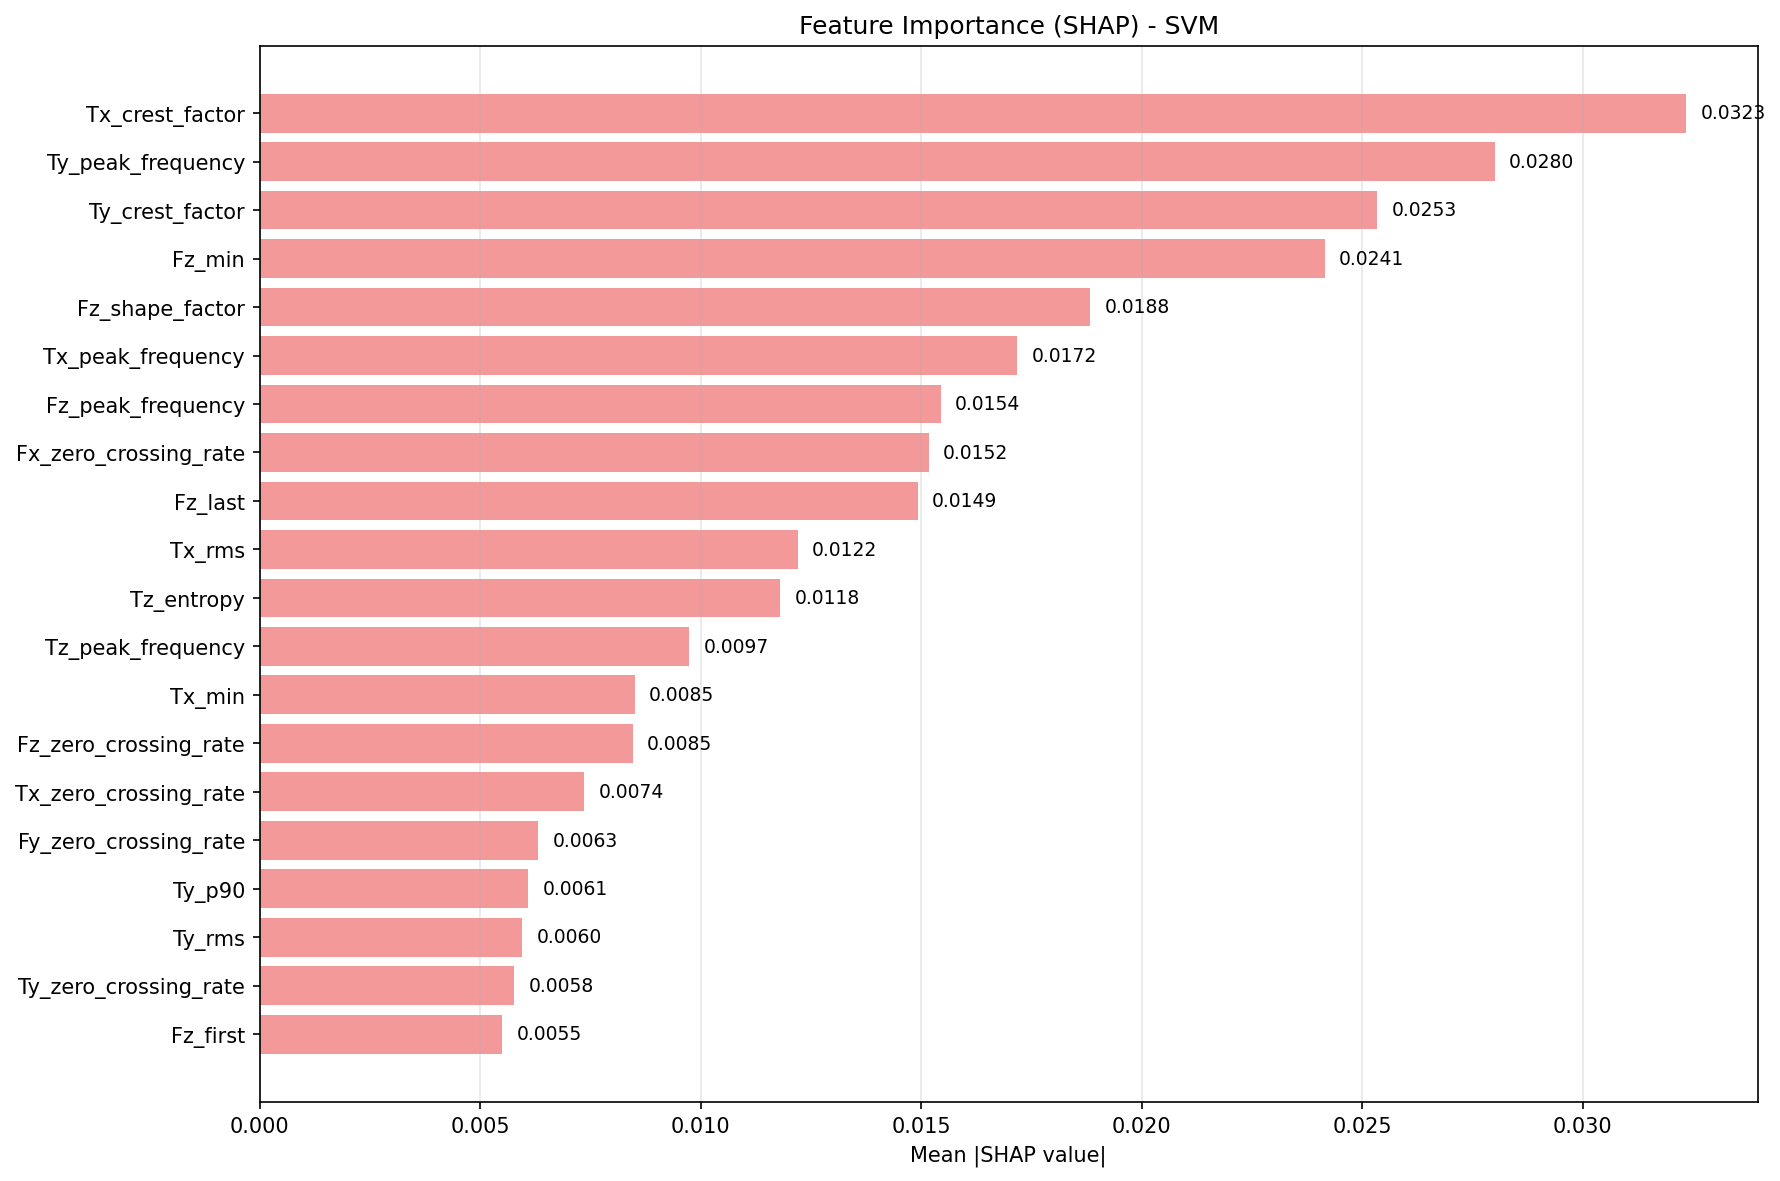 Feature Importance (SHAP) - SVM
Tx_crest_factor 0.0323
Ty_peak_frequency 0.0280
Ty_crest_factor 0.0253
Fz_min 0.0241
Fz_shape_factor 0.0188
Tx_peak_frequency 0.0172
Fz_peak_frequency 0.0154
Fx_zero_crossing_rate 0.0152
Fz_last 0.0149
Tx_rms 0.0122
Tz_entropy 0.0118
Tz_peak_frequency 0.0097
Tx_min 0.0085
Fz_zero_crossing_rate 0.0085
Tx_zero_crossing_rate 0.0074
Fy_zero_crossing_rate 0.0063
Ty_p90 0.0061
Ty_rms 0.0060
Ty_zero_crossing_rate 0.0058
Fz_first 0.0055
0.000 0.005 0.010 0.015 0.020 0.025 0.030
Mean |SHAP value|